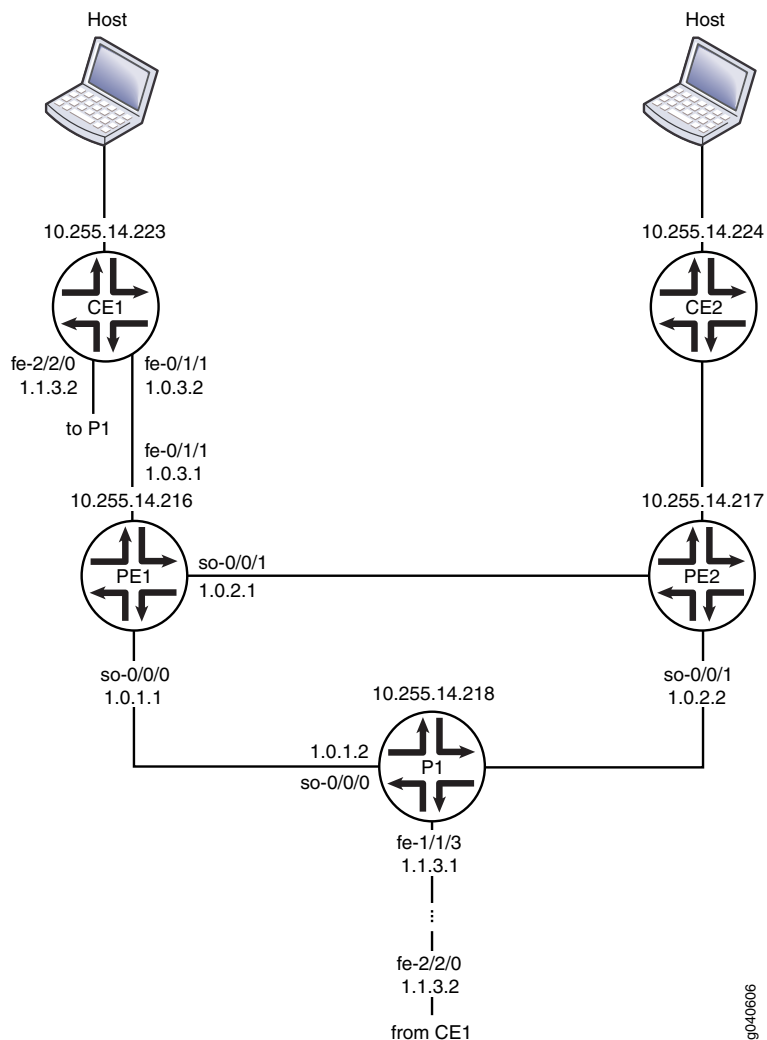 Host
Host
10.255.14.223
10.255.14.224
CE1
CE2
fe-2/2/0
1.1.3.2
fe-0/1/1
1.0.3.2
to P1
fe-0/1/1
1.0.3.1
10.255.14.216
10.255.14.217
PE1
so-0/0/1
1.0.2.1
PE2
so-0/0/0
1.0.1.1
so-0/0/1
1.0.2.2
10.255.14.218
1.0.1.2
so-0/0/0
P1
fe-1/1/3
1.1.3.1
...
fe-2/2/0
1.1.3.2
from CE1
g040606